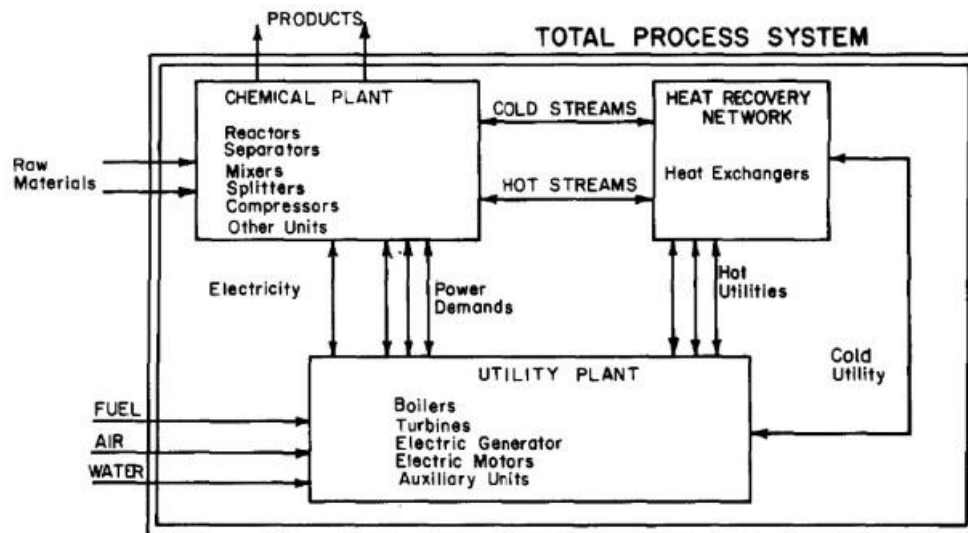 PRODUCTS
TOTAL PROCESS SYSTEM
CHEMICAL PLANT
Reactors
Separators
Mixers
Splitters
Compressors
Other Units
Raw
Materials
COLD STREAMS
HOT STREAMS
HEAT RECOVERY
NETWORK
Heat Exchangers
Electricity
Power
Demands
Hot
Utilities
Cold
Utility
UTILITY PLANT
Boilers
Turbines
Electric Generator
Electric Motors
Auxiliary Units
FUEL
AIR
WATER